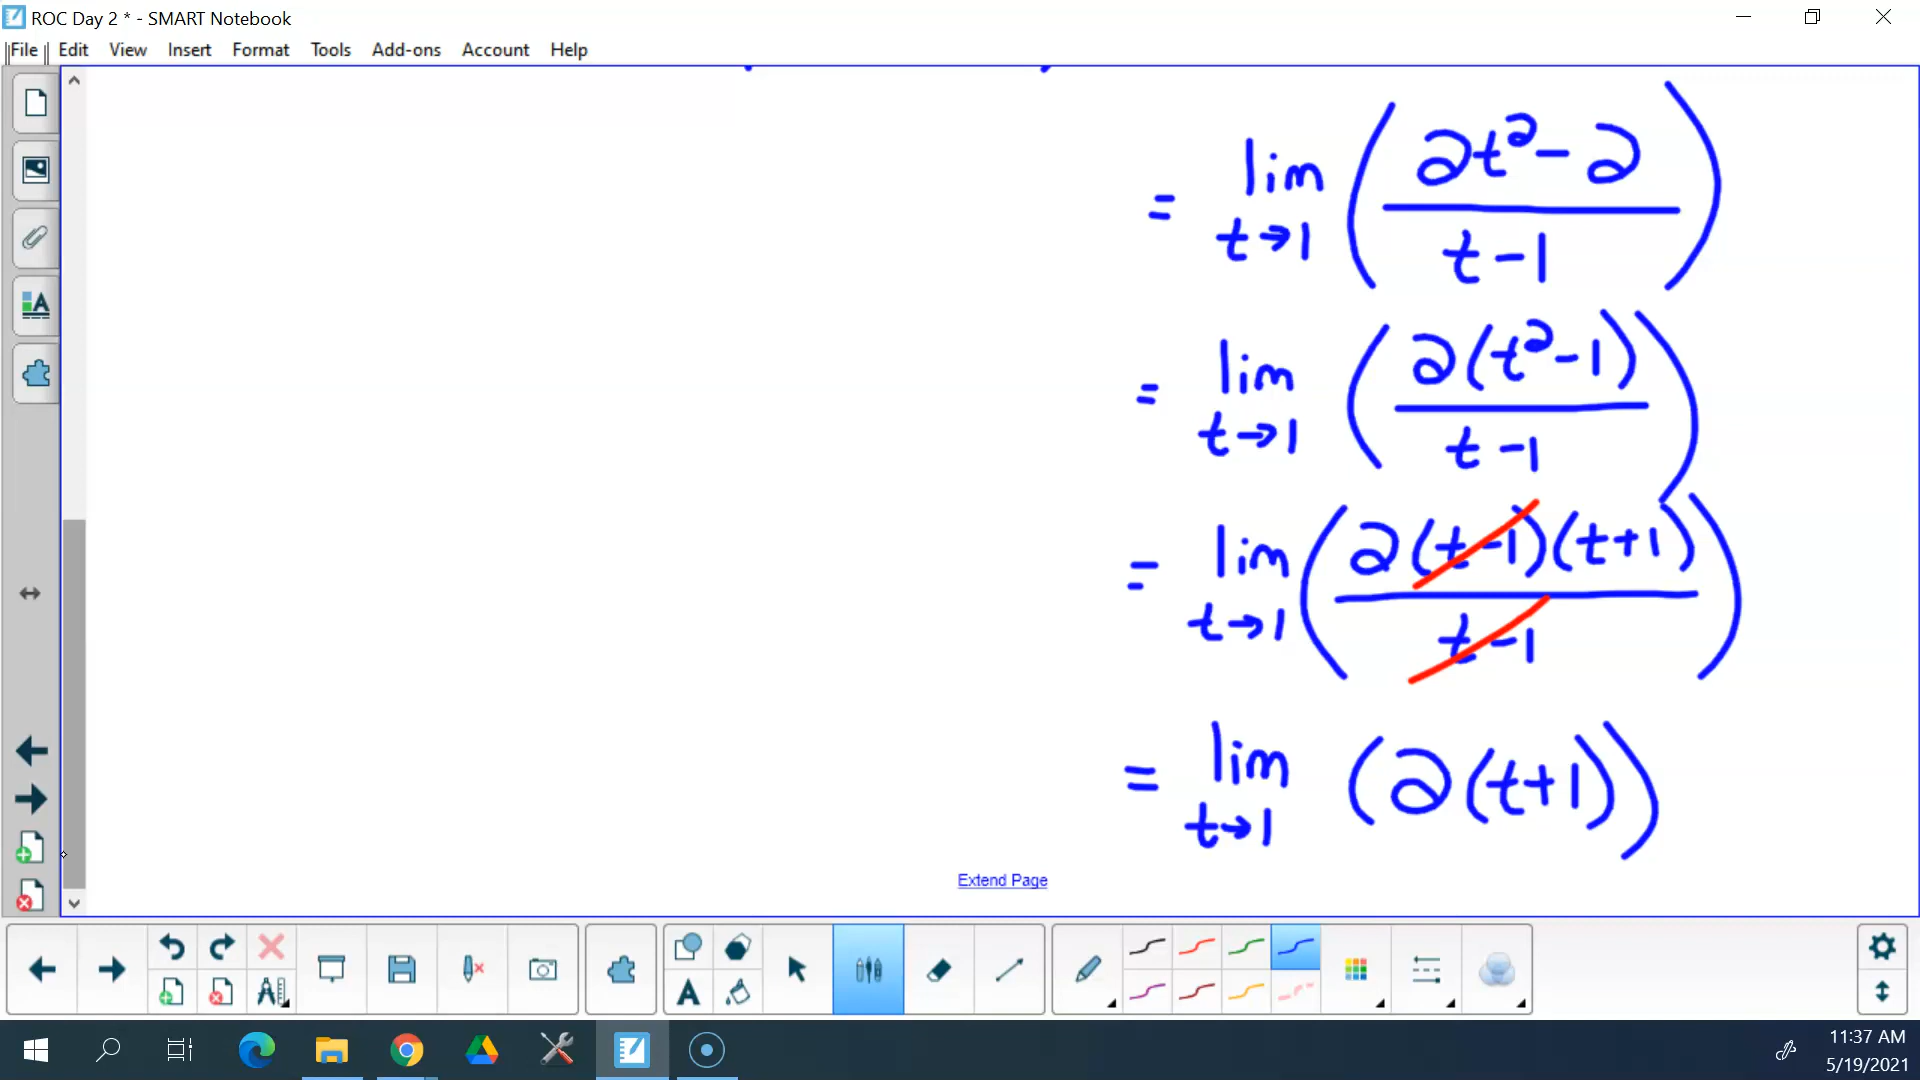 ROC Day 2 * - SMART Notebook
File Edit View Insert Format Tools Add-ons Account Help
= lim t→1 ( (2t² - 2) / (t - 1) )
= lim t→1 ( 2(t² - 1) / (t - 1) )
= lim t→1 ( 2(t - 1)(t + 1) / (t - 1) )
= lim t→1 (2(t + 1))
Extend Page
11:37 AM
5/19/2021